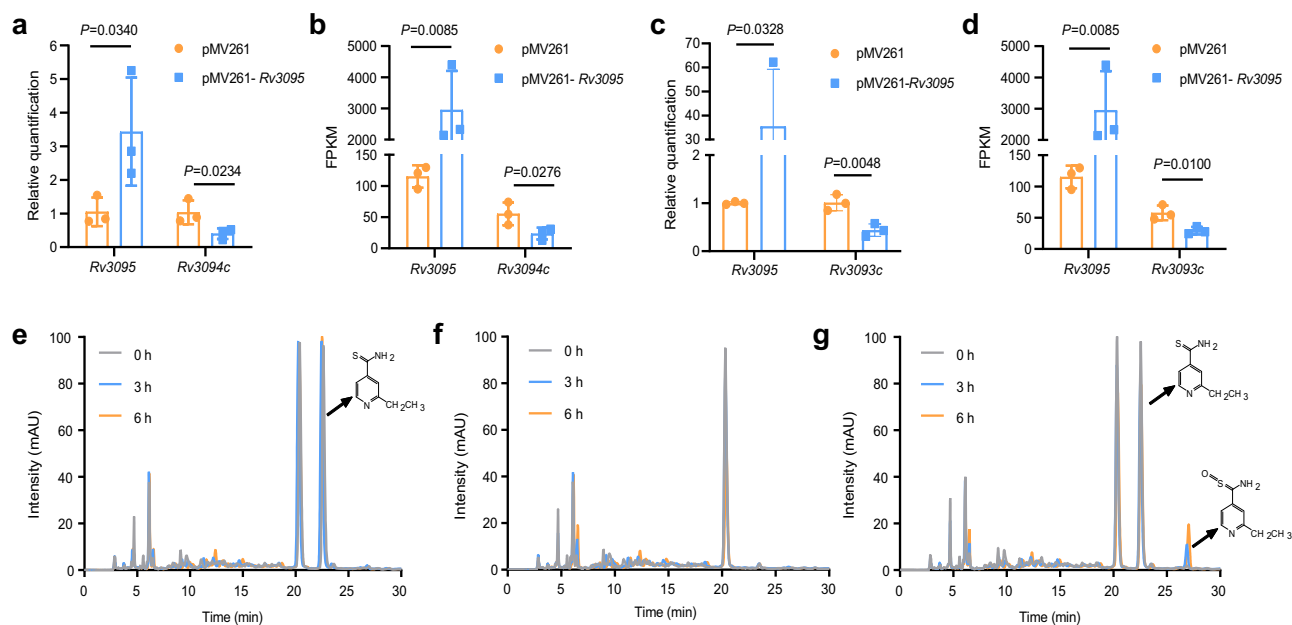 a
P=0.0340
pMV261
pMV261- Rv3095
P=0.0234
Relative quantification
6
5
4
3
2
1
0
Rv3095
Rv3094c
b
P=0.0085
pMV261
pMV261- Rv3095
P=0.0276
FPKM
5000
4000
3000
2000
150
100
50
0
Rv3095
Rv3094c
c
P=0.0328
pMV261
pMV261-Rv3095
P=0.0048
Relative quantification
70
60
50
40
30
2
1
0
Rv3095
Rv3093c
d
P=0.0085
pMV261
pMV261- Rv3095
P=0.0100
FPKM
5000
4000
3000
2000
150
100
50
0
Rv3095
Rv3093c
e
0 h
3 h
6 h
S
NH2
N
CH2CH3
Intensity (mAU)
100
80
60
40
20
0
0 5 10 15 20 25 30
Time (min)
f
0 h
3 h
6 h
Intensity (mAU)
100
80
60
40
20
0
0 5 10 15 20 25 30
Time (min)
g
0 h
3 h
6 h
S
NH2
N
CH2CH3
O
S
NH2
N
CH2CH3
Intensity (mAU)
100
80
60
40
20
0
0 5 10 15 20 25 30
Time (min)